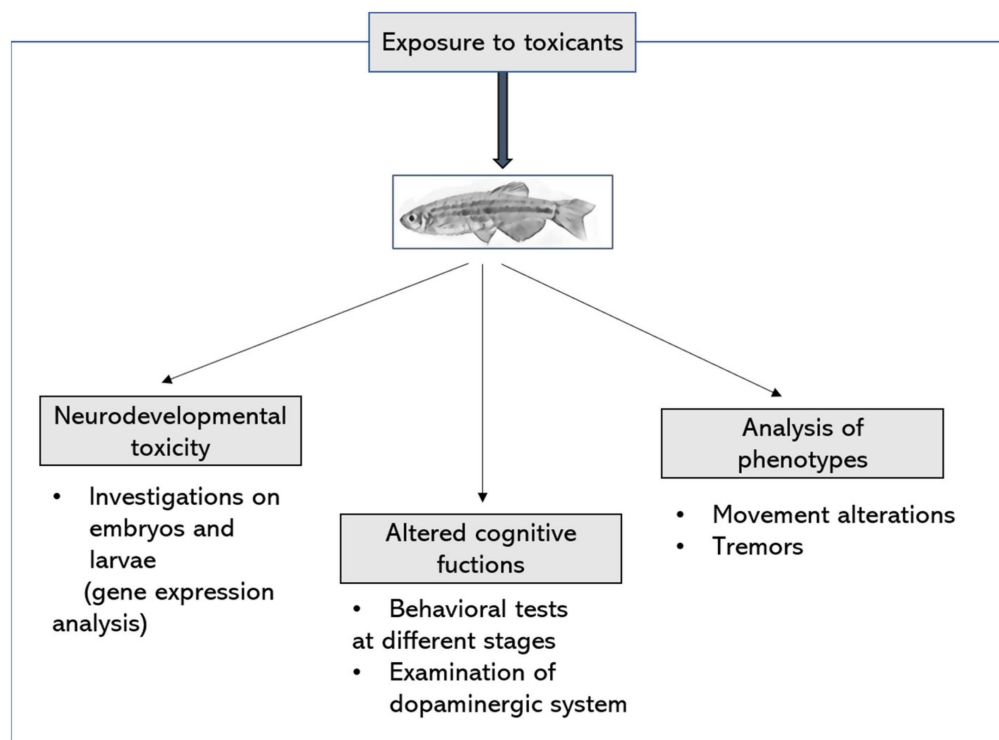 Exposure to toxicants
Neurodevelopmental
toxicity
• Investigations on
embryos and
larvae
(gene expression
analysis)
Altered cognitive
fuctions
• Behavioral tests
at different stages
• Examination of
dopaminergic system
Analysis of
phenotypes
• Movement alterations
• Tremors